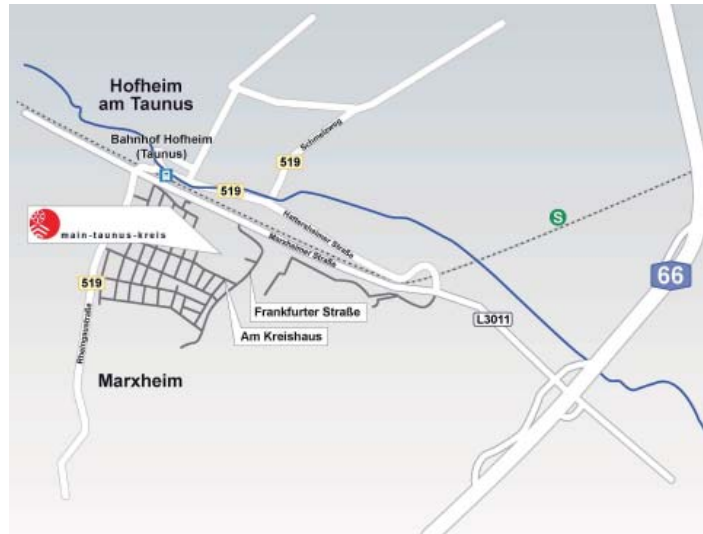 Hofheim
am Taunus
Bahnhof Hofheim
(Taunus)
Schmelzweg
519
519
Hattersheimer Straße
Marxheimer Straße
S
main-taunus-kreis
66
519
Rheingaustraße
Frankfurter Straße
L3011
Am Kreishaus
Marxheim